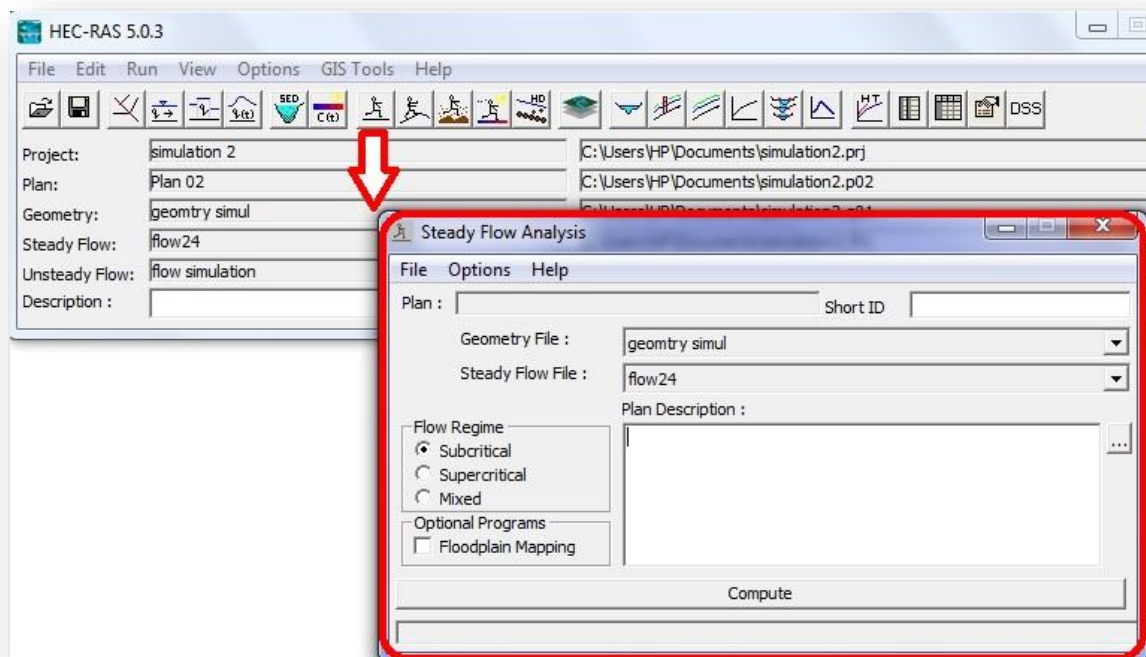 HEC-RAS 5.0.3
File Edit Run View Options GIS Tools Help
SED C(t) HD HT DSS
Project: simulation 2 C:\Users\HP\Documents\simulation2.prj
Plan: Plan 02 C:\Users\HP\Documents\simulation2.p02
Geometry: geomtry simul
Steady Flow: flow24
Unsteady Flow: flow simulation
Description :
Steady Flow Analysis
File Options Help
Plan : Short ID
Geometry File : geomtry simul
Steady Flow File : flow24
Plan Description :
Flow Regime
Subcritical
Supercritical
Mixed
Optional Programs
Floodplain Mapping
...
Compute